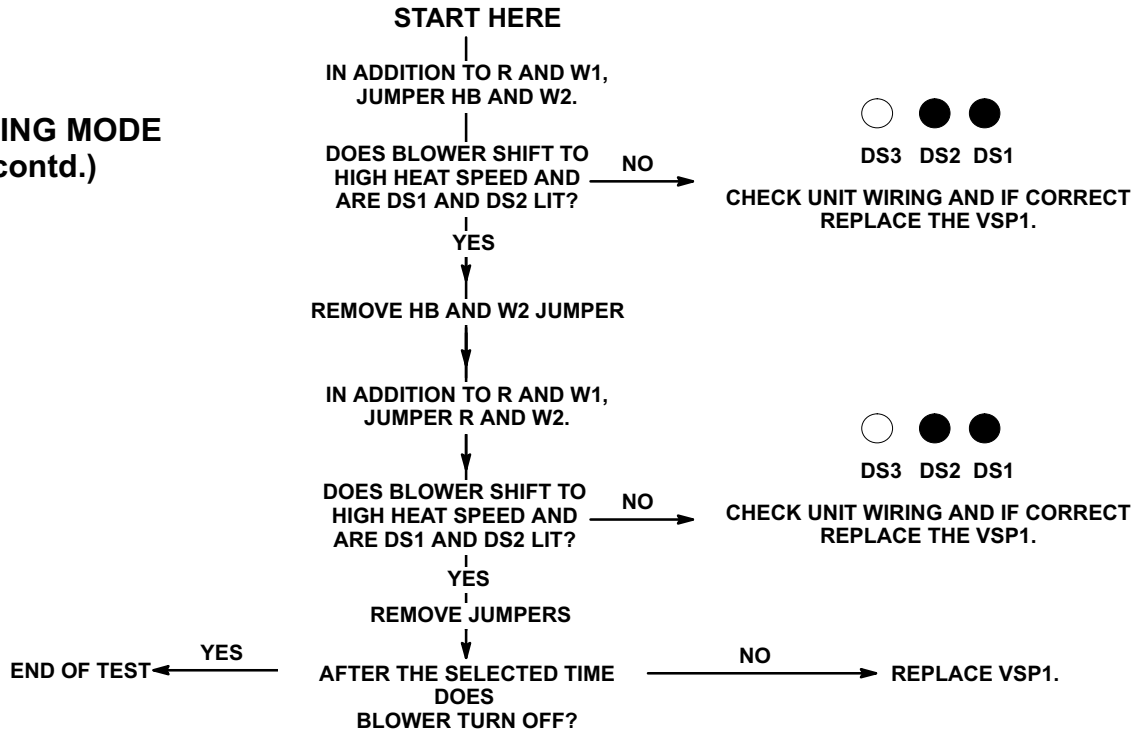 START HERE
IN ADDITION TO R AND W1,
JUMPER HB AND W2.
ING MODE
contd.)
DOES BLOWER SHIFT TO
HIGH HEAT SPEED AND
ARE DS1 AND DS2 LIT?
NO
DS3 DS2 DS1
CHECK UNIT WIRING AND IF CORRECT
REPLACE THE VSP1.
YES
REMOVE HB AND W2 JUMPER
IN ADDITION TO R AND W1,
JUMPER R AND W2.
DOES BLOWER SHIFT TO
HIGH HEAT SPEED AND
ARE DS1 AND DS2 LIT?
NO
DS3 DS2 DS1
CHECK UNIT WIRING AND IF CORRECT
REPLACE THE VSP1.
YES
REMOVE JUMPERS
AFTER THE SELECTED TIME
DOES
BLOWER TURN OFF?
YES
END OF TEST
NO
REPLACE VSP1.